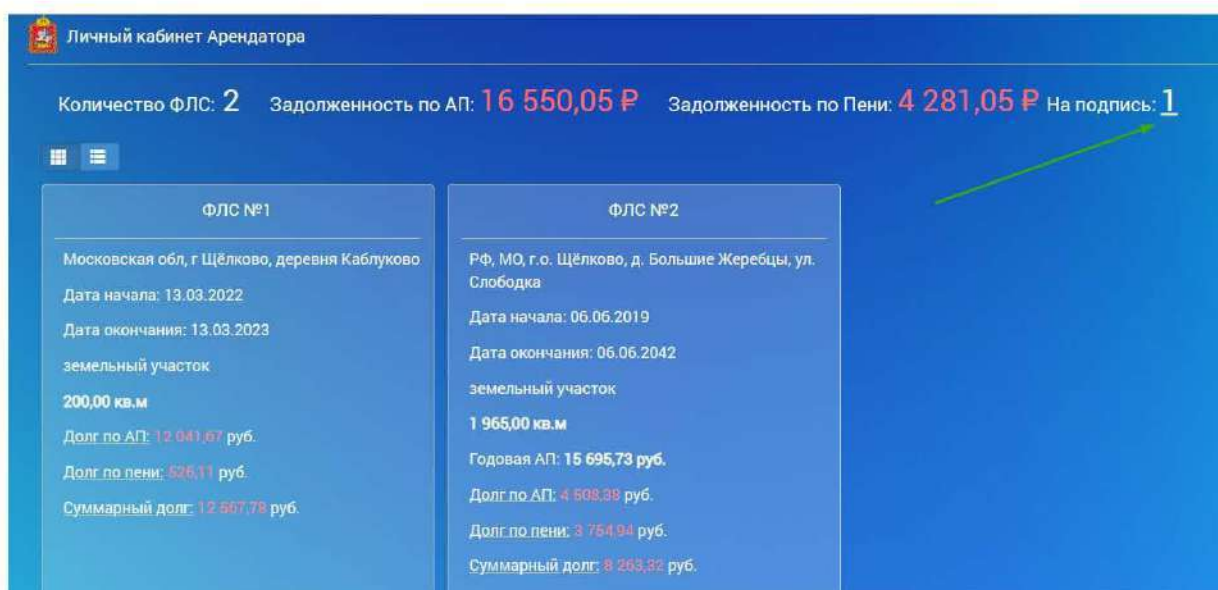 Личный кабинет Арендатора
Количество ФЛС: 2 Задолженность по АП: 16 550,05 ₽ Задолженность по Пени: 4 281,05 ₽ На подпись: 1
ФЛС №1
Московская обл, г Щёлково, деревня Каблуково
Дата начала: 13.03.2022
Дата окончания: 13.03.2023
земельный участок
200,00 кв.м
Долг по АП: 12 041,67 руб.
Долг по пени: 526,11 руб.
Суммарный долг: 12 567,78 руб.
ФЛС №2
РФ, МО, г.о. Щёлково, д. Большие Жеребцы, ул.
Слободка
Дата начала: 06.06.2019
Дата окончания: 06.06.2042
земельный участок
1 965,00 кв.м
Годовая АП: 15 695,73 руб.
Долг по АП: 4 508,38 руб.
Долг по пени: 3 754,94 руб.
Суммарный долг: 8 263,32 руб.